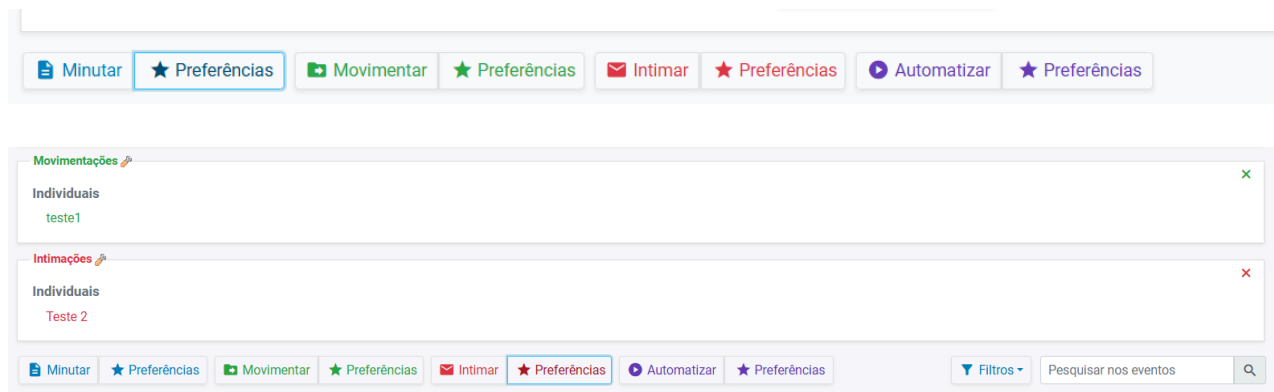 Minutar Preferências Movimentar Preferências Intimar Preferências Automatizar Preferências
Movimentações
Individuais
teste1
Intimações
Individuais
Teste 2
Minutar Preferências Movimentar Preferências Intimar Preferências Automatizar Preferências Filtros Pesquisar nos eventos